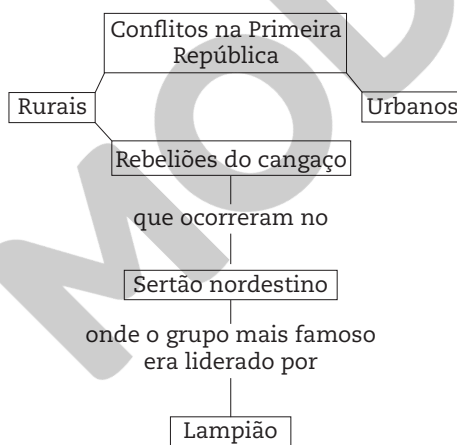 Conflitos na Primeira
República
Rurais
Urbanos
Rebeliões do cangaço
que ocorreram no
Sertão nordestino
onde o grupo mais famoso
era liderado por
Lampião
MOD